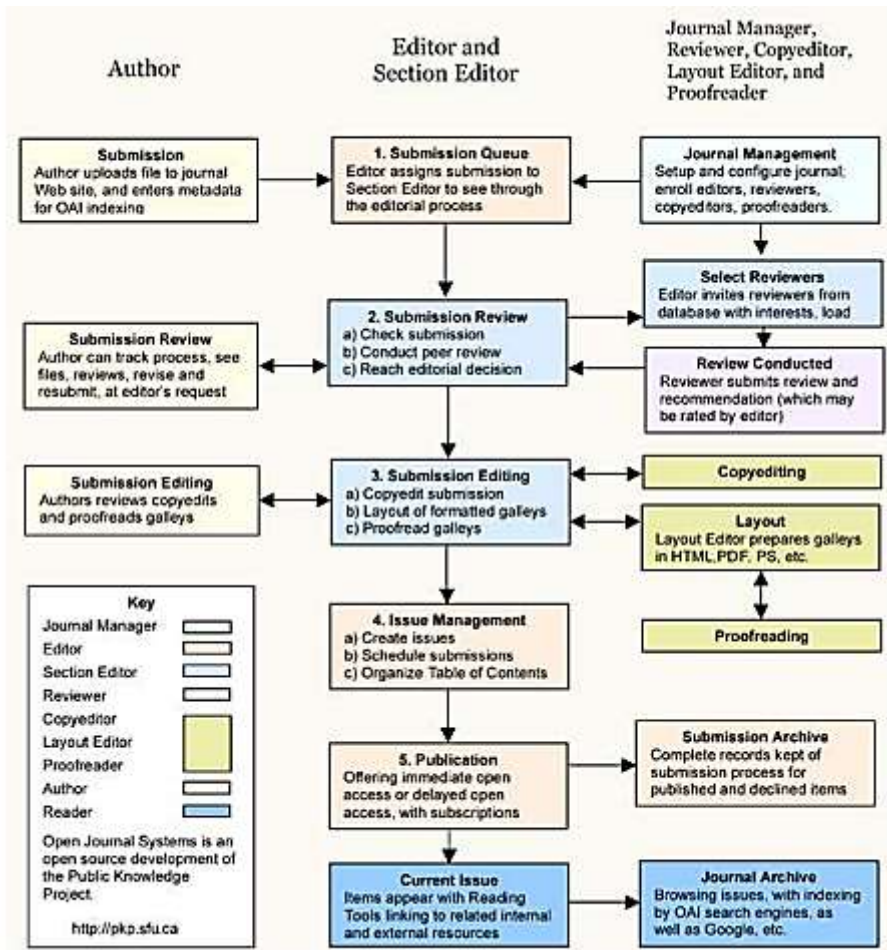 Author
Editor and
Section Editor
Journal Manager,
Reviewer, Copyeditor,
Layout Editor, and
Proofreader
Submission
Author uploads file to journal
Web site, and enters metadata
for OAI indexing
1. Submission Queue
Editor assigns submission to
Section Editor to see through
the editorial process
Journal Management
Setup and configure journal;
enroll editors, reviewers,
copyeditors, proofreaders.
Select Reviewers
Editor invites reviewers from
database with interests, load
2. Submission Review
a) Check submission
b) Conduct peer review
c) Reach editorial decision
Submission Review
Author can track process, see
files, reviews, revise and
resubmit, at editor's request
Review Conducted
Reviewer submits review and
recommendation (which may
be rated by editor)
3. Submission Editing
a) Copyedit submission
b) Layout of formatted galleys
c) Proofread galleys
Submission Editing
Authors reviews copyedits
and proofreads galleys
Copyediting
Layout
Layout Editor prepares galleys
in HTML,PDF, PS, etc.
Proofreading
Key
Journal Manager
Editor
Section Editor
Reviewer
Copyeditor
Layout Editor
Proofreader
Author
Reader
Open Journal Systems is an
open source development of
the Public Knowledge
Project.
http://pkp.sfu.ca
4. Issue Management
a) Create issues
b) Schedule submissions
c) Organize Table of Contents
5. Publication
Offering immediate open
access or delayed open
access, with subscriptions
Submission Archive
Complete records kept of
submission process for
published and declined items
Current Issue
Items appear with Reading
Tools linking to related internal
and external resources
Journal Archive
Browsing issues, with indexing
by OAI search engines, as
well as Google, etc.